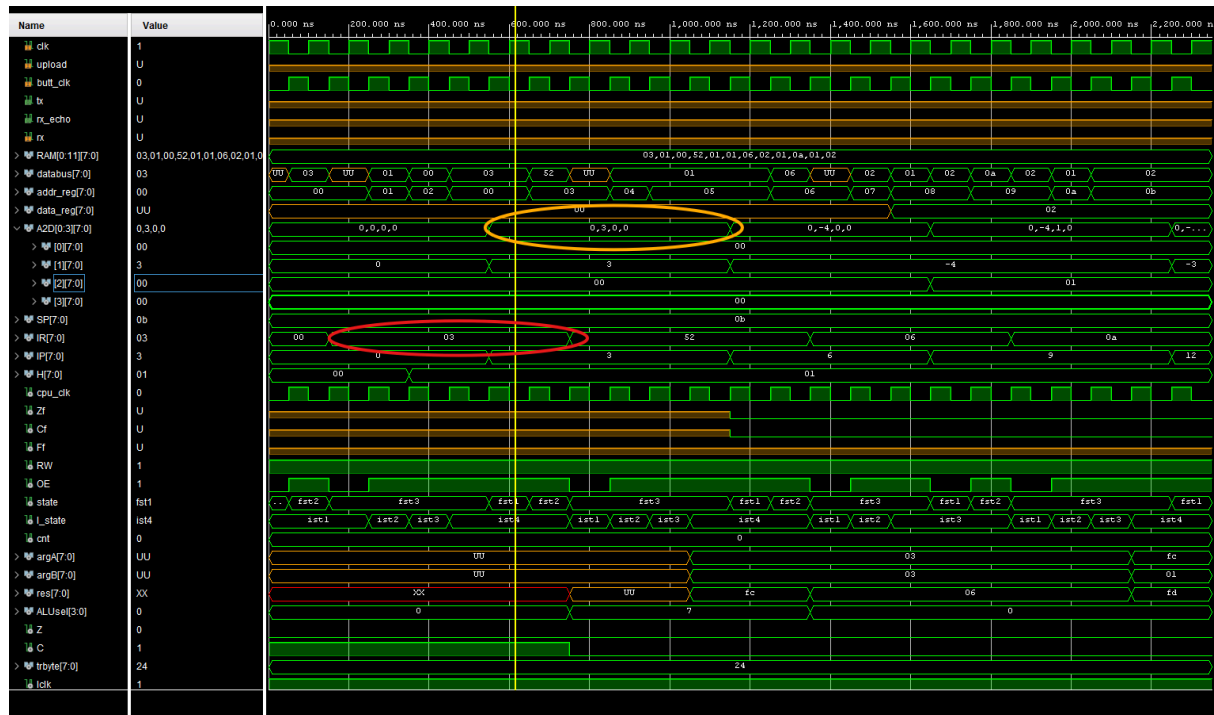 Name Value 0.000 ns 200.000 ns 400.000 ns 600.000 ns 800.000 ns 1,000.000 ns 1,200.000 ns 1,400.000 ns 1,600.000 ns 1,800.000 ns 2,000.000 ns 2,200.000 n
clk 1
upload U
butt_clk 0
tx U
rx_echo U
rx U
RAM[0:11][7:0] 03,01,00,52,01,01,06,02,01,0 03,01,00,52,01,01,06,02,01,0a,01,02
databus[7:0] 03 UU 03 UU 01 00 03 52 UU 01 06 UU 02 01 02 0a 02 01 02
addr_reg[7:0] 00 00 01 02 00 03 04 05 06 07 08 09 0a 0b
data_reg[7:0] UU UU 02
A2D[0:3][7:0] 0,3,0,0 0,0,0,0 0,3,0,0 0,-4,0,0 0,-4,1,0 0,-...
[0][7:0] 00 00
[1][7:0] 3 0 3 -4 -3
[2][7:0] 00 00 01
[3][7:0] 00 00
SP[7:0] 0b 0b
IR[7:0] 03 00 03 52 06 0a
IP[7:0] 3 0 3 6 9 12
H[7:0] 01 00 01
cpu_clk 0
Zf U
Cf U
Ff U
RW 1
OE 1
state fst1 ... fst2 fst3 fst1 fst2 fst3 fst1 fst2 fst3 fst1 fst2 fst3 fst1
I_state ist4 ist1 ist2 ist3 ist4 ist1 ist2 ist3 ist4 ist1 ist2 ist3 ist1 ist2 ist3 ist4
cnt 0 0
argA[7:0] UU UU 03 fc
argB[7:0] UU UU 03 01
res[7:0] XX XX UU fc 06 fd
ALUsel[3:0] 0 0 7 0
Z 0
C 1
trbyte[7:0] 24 24
lclk 1